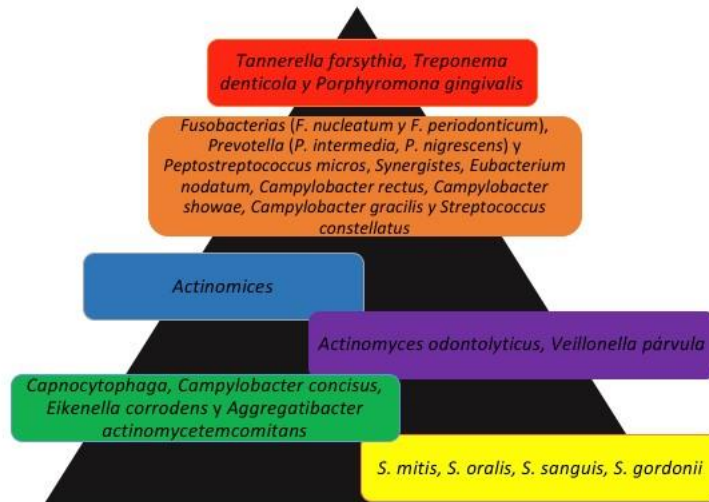 Tannerella forsythia, Treponema
denticola y Porphyromona gingivalis
Fusobacterias (F. nucleatum y F. periodonticum),
Prevotella (P. intermedia, P. nigrescens) y
Peptostreptococcus micros, Synergistes, Eubacterium
nodatum, Campylobacter rectus, Campylobacter
showae, Campylobacter gracilis y Streptococcus
constellatus
Actinomices
Actinomyces odontolyticus, Veillonella párvula
Capnocytophaga, Campylobacter concisus,
Eikenella corrodens y Aggregatibacter
actinomycetemcomitans
S. mitis, S. oralis, S. sanguis, S. gordonii